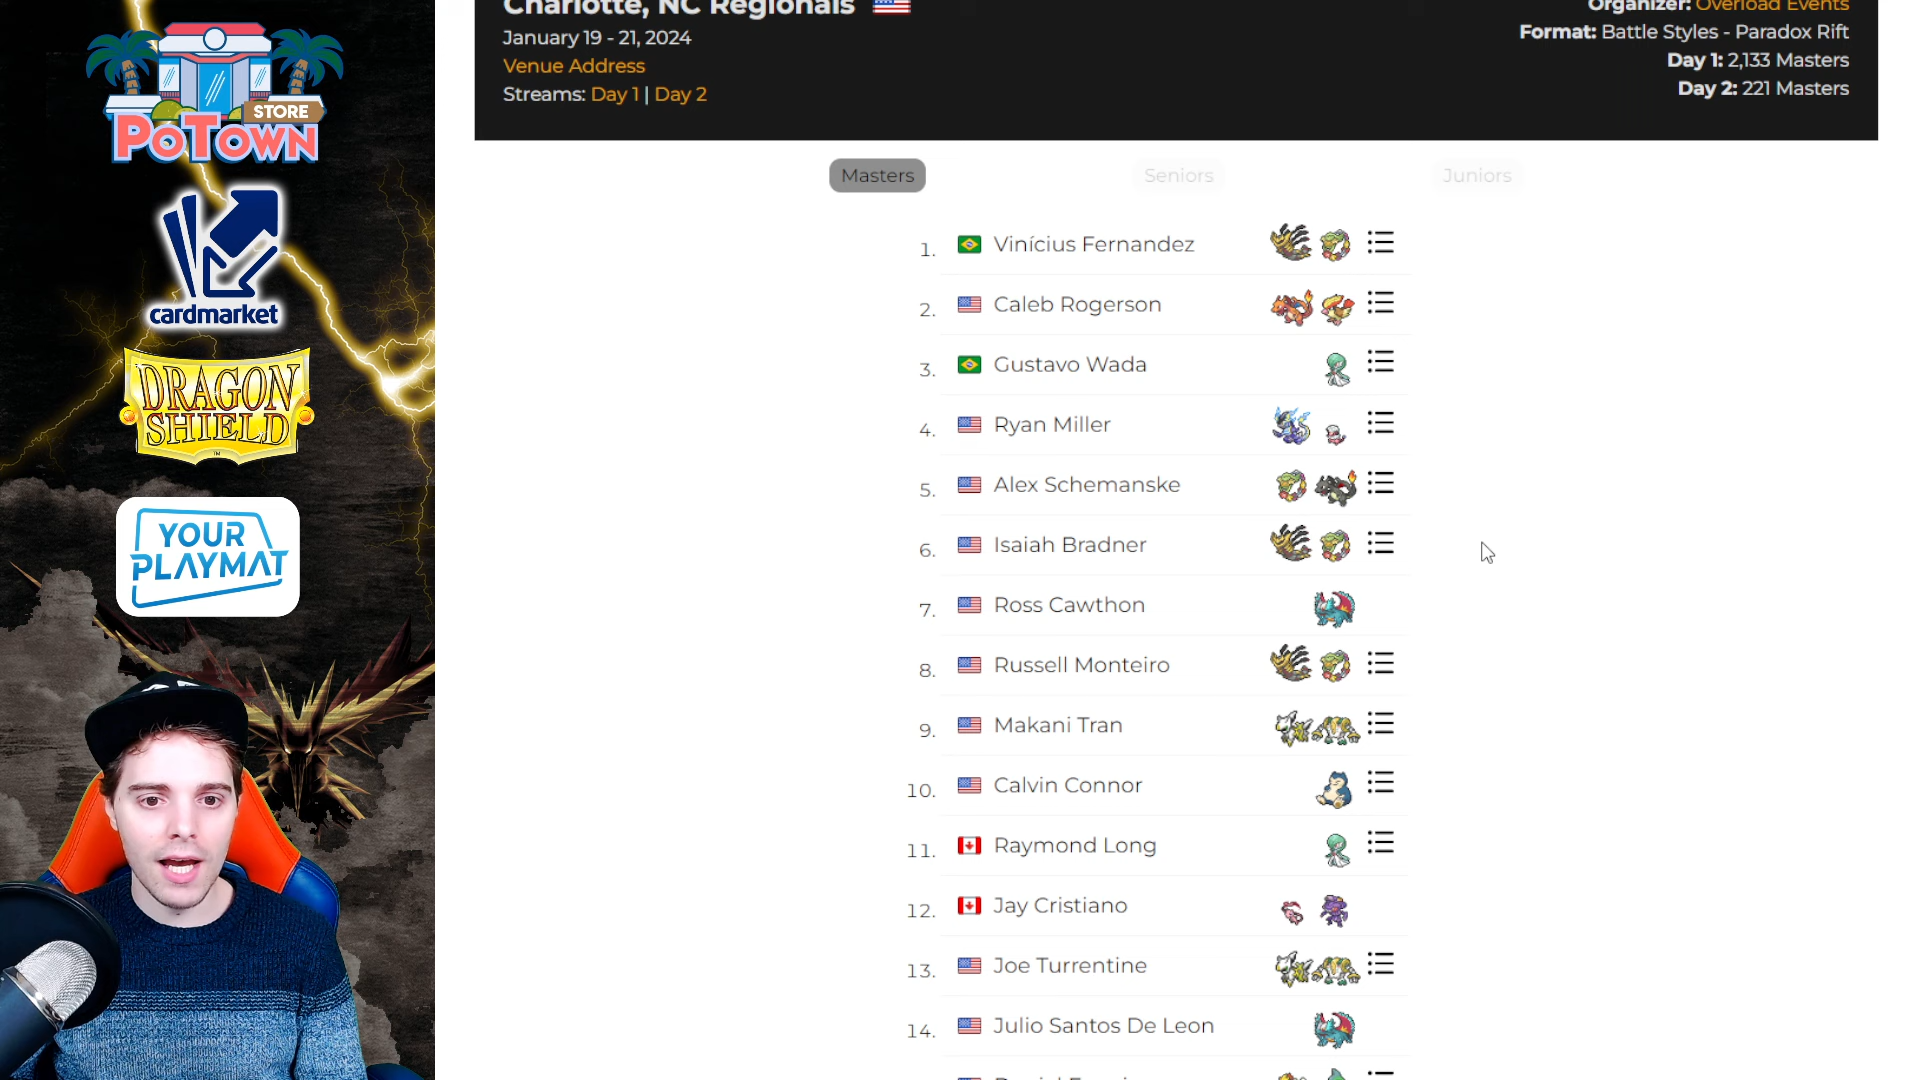 STORE
PoTown
cardmarket
DRAGON
SHIELD
TM
YOUR
PLAYMAT
Charlotte, NC Regionals
January 19 - 21, 2024
Venue Address
Streams: Day 1 | Day 2
Organizer: Overload Events
Format: Battle Styles - Paradox Rift
Day 1: 2,133 Masters
Day 2: 221 Masters
Masters
Seniors
Juniors
1. Vinícius Fernandez
2. Caleb Rogerson
3. Gustavo Wada
4. Ryan Miller
5. Alex Schemanske
6. Isaiah Bradner
7. Ross Cawthon
8. Russell Monteiro
9. Makani Tran
10. Calvin Connor
11. Raymond Long
12. Jay Cristiano
13. Joe Turrentine
14. Julio Santos De Leon